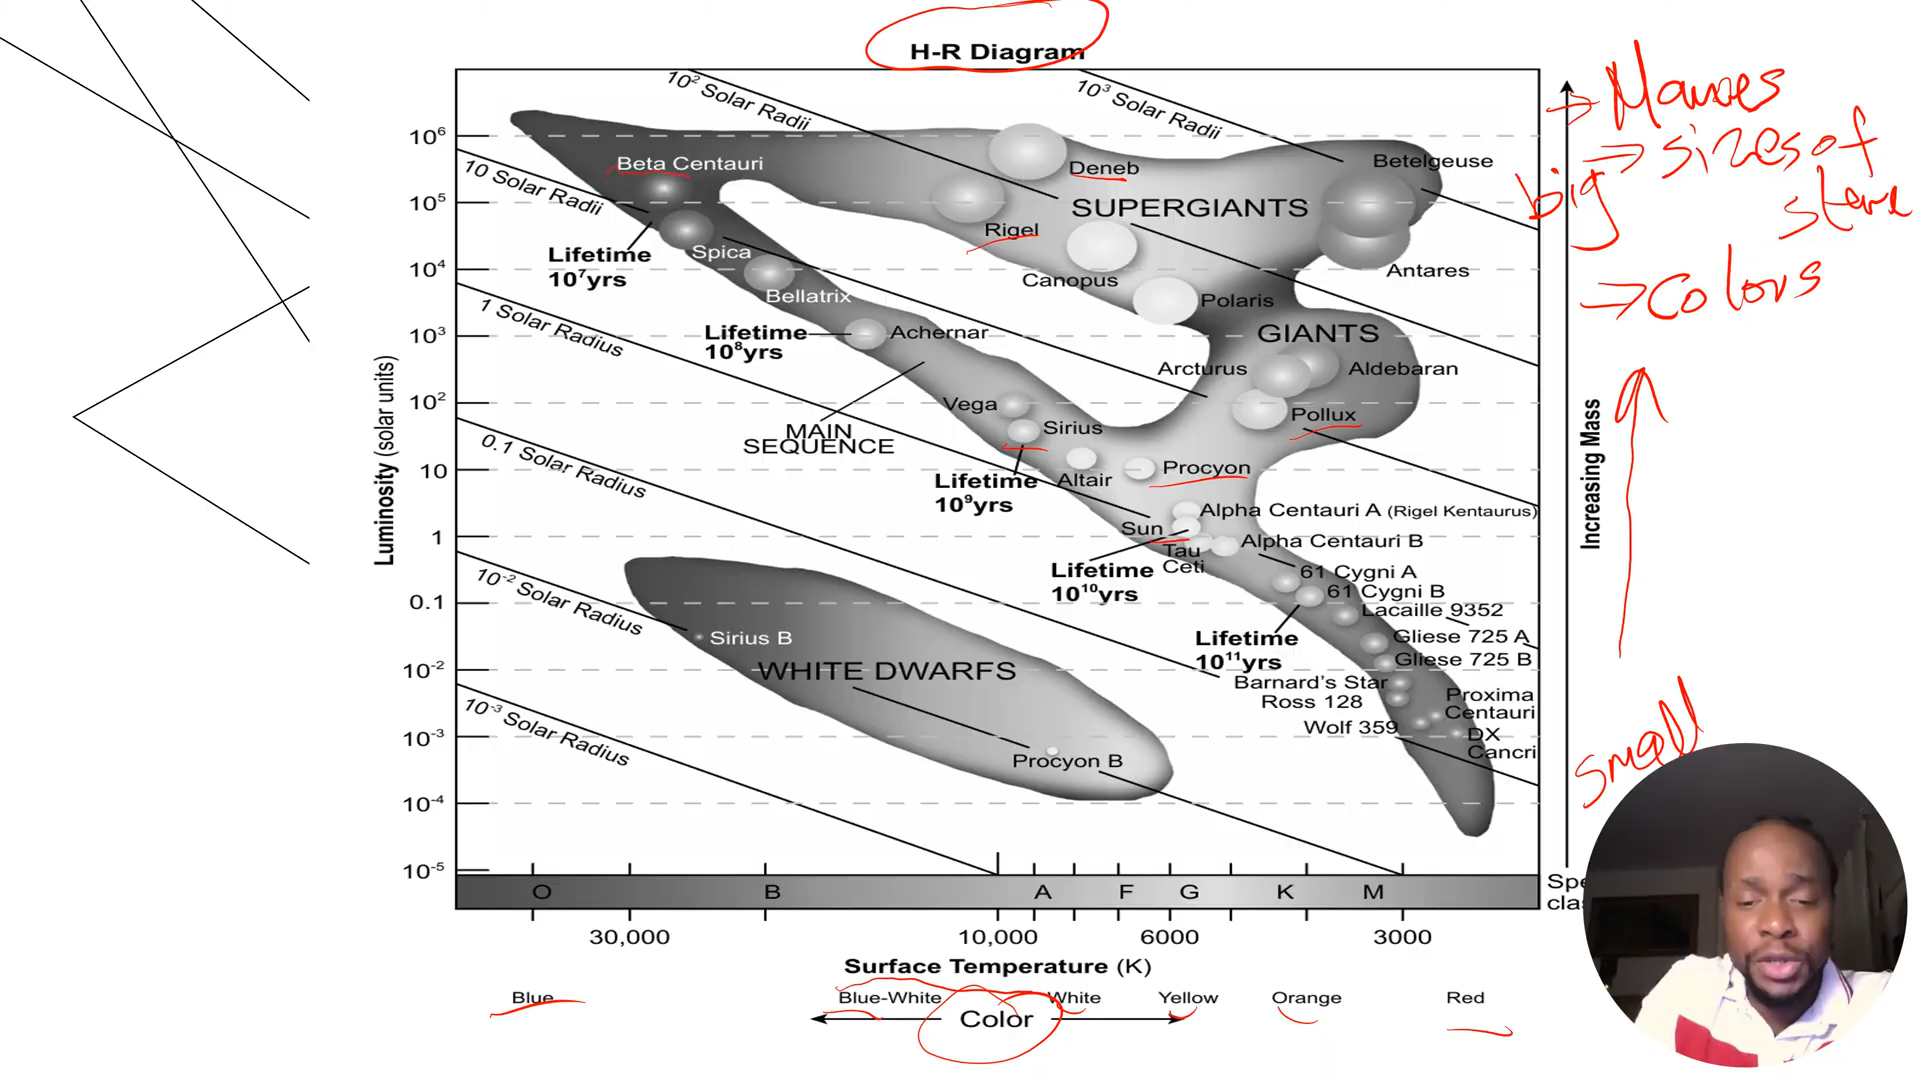 H-R Diagram
10² Solar Radii
10³ Solar Radii
10 Solar Radii
1 Solar Radius
0.1 Solar Radius
10⁻² Solar Radius
10⁻³ Solar Radius
10⁶
10⁵
10⁴
10³
10²
10
1
0.1
10⁻²
10⁻³
10⁻⁴
10⁻⁵
Luminosity (solar units)
Beta Centauri
Deneb
Betelgeuse
SUPERGIANTS
Rigel
Spica
Lifetime
10⁷yrs
Canopus
Antares
Bellatrix
Polaris
Lifetime
10⁸yrs
Achernar
GIANTS
Arcturus
Aldebaran
Vega
Pollux
MAIN
SEQUENCE
Sirius
Lifetime
10⁹yrs
Altair
Procyon
Alpha Centauri A (Rigel Kentaurus)
Sun
Tau
Ceti
Alpha Centauri B
Lifetime
10¹⁰yrs
61 Cygni A
61 Cygni B
Lacaille 9352
Lifetime
10¹¹yrs
Gliese 725 A
Gliese 725 B
Sirius B
WHITE DWARFS
Barnard's Star
Ross 128
Proxima
Centauri
Wolf 359
DX
Cancri
Procyon B
O B A F G K M
Spe
cla
30,000 10,000 6000 3000
Surface Temperature (K)
Blue Blue-White White Yellow Orange Red
Color
Increasing Mass
→ sizes of
big
→ Colors
small